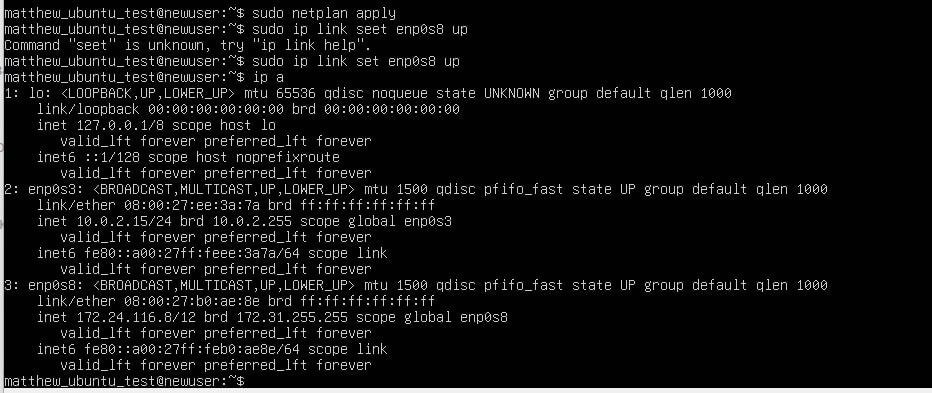 matthew_ubuntu_test@newuser:~$ sudo netplan apply
matthew_ubuntu_test@newuser:~$ sudo ip link seet enp0s8 up
Command "seet" is unknown, try "ip link help".
matthew_ubuntu_test@newuser:~$ sudo ip link set enp0s8 up
matthew_ubuntu_test@newuser:~$ ip a
1: lo: <LOOPBACK,UP,LOWER_UP> mtu 65536 qdisc noqueue state UNKNOWN group default qlen 1000
    link/loopback 00:00:00:00:00:00 brd 00:00:00:00:00:00
    inet 127.0.0.1/8 scope host lo
       valid_lft forever preferred_lft forever
    inet6 ::1/128 scope host noprefixroute
       valid_lft forever preferred_lft forever
2: enp0s3: <BROADCAST,MULTICAST,UP,LOWER_UP> mtu 1500 qdisc pfifo_fast state UP group default qlen 1000
    link/ether 08:00:27:ee:3a:7a brd ff:ff:ff:ff:ff:ff
    inet 10.0.2.15/24 brd 10.0.2.255 scope global enp0s3
       valid_lft forever preferred_lft forever
    inet6 fe80::a00:27ff:feee:3a7a/64 scope link
       valid_lft forever preferred_lft forever
3: enp0s8: <BROADCAST,MULTICAST,UP,LOWER_UP> mtu 1500 qdisc pfifo_fast state UP group default qlen 1000
    link/ether 08:00:27:b0:ae:8e brd ff:ff:ff:ff:ff:ff
    inet 172.24.116.8/12 brd 172.31.255.255 scope global enp0s8
       valid_lft forever preferred_lft forever
    inet6 fe80::a00:27ff:feb0:ae8e/64 scope link
       valid_lft forever preferred_lft forever
matthew_ubuntu_test@newuser:~$